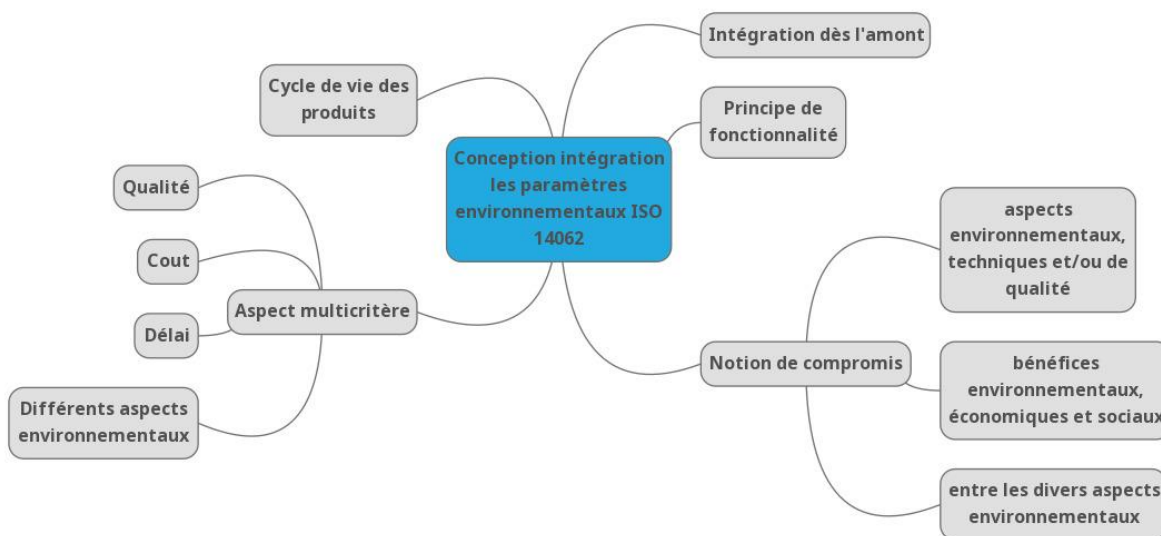 Intégration dès l'amont
Cycle de vie des
produits
Principe de
fonctionnalité
Conception intégration
les paramètres
environnementaux ISO
14062
Qualité
Cout
Aspect multicritère
Délai
Différents aspects
environnementaux
Notion de compromis
aspects
environnementaux,
techniques et/ou de
qualité
bénéfices
environnementaux,
économiques et sociaux
entre les divers aspects
environnementaux